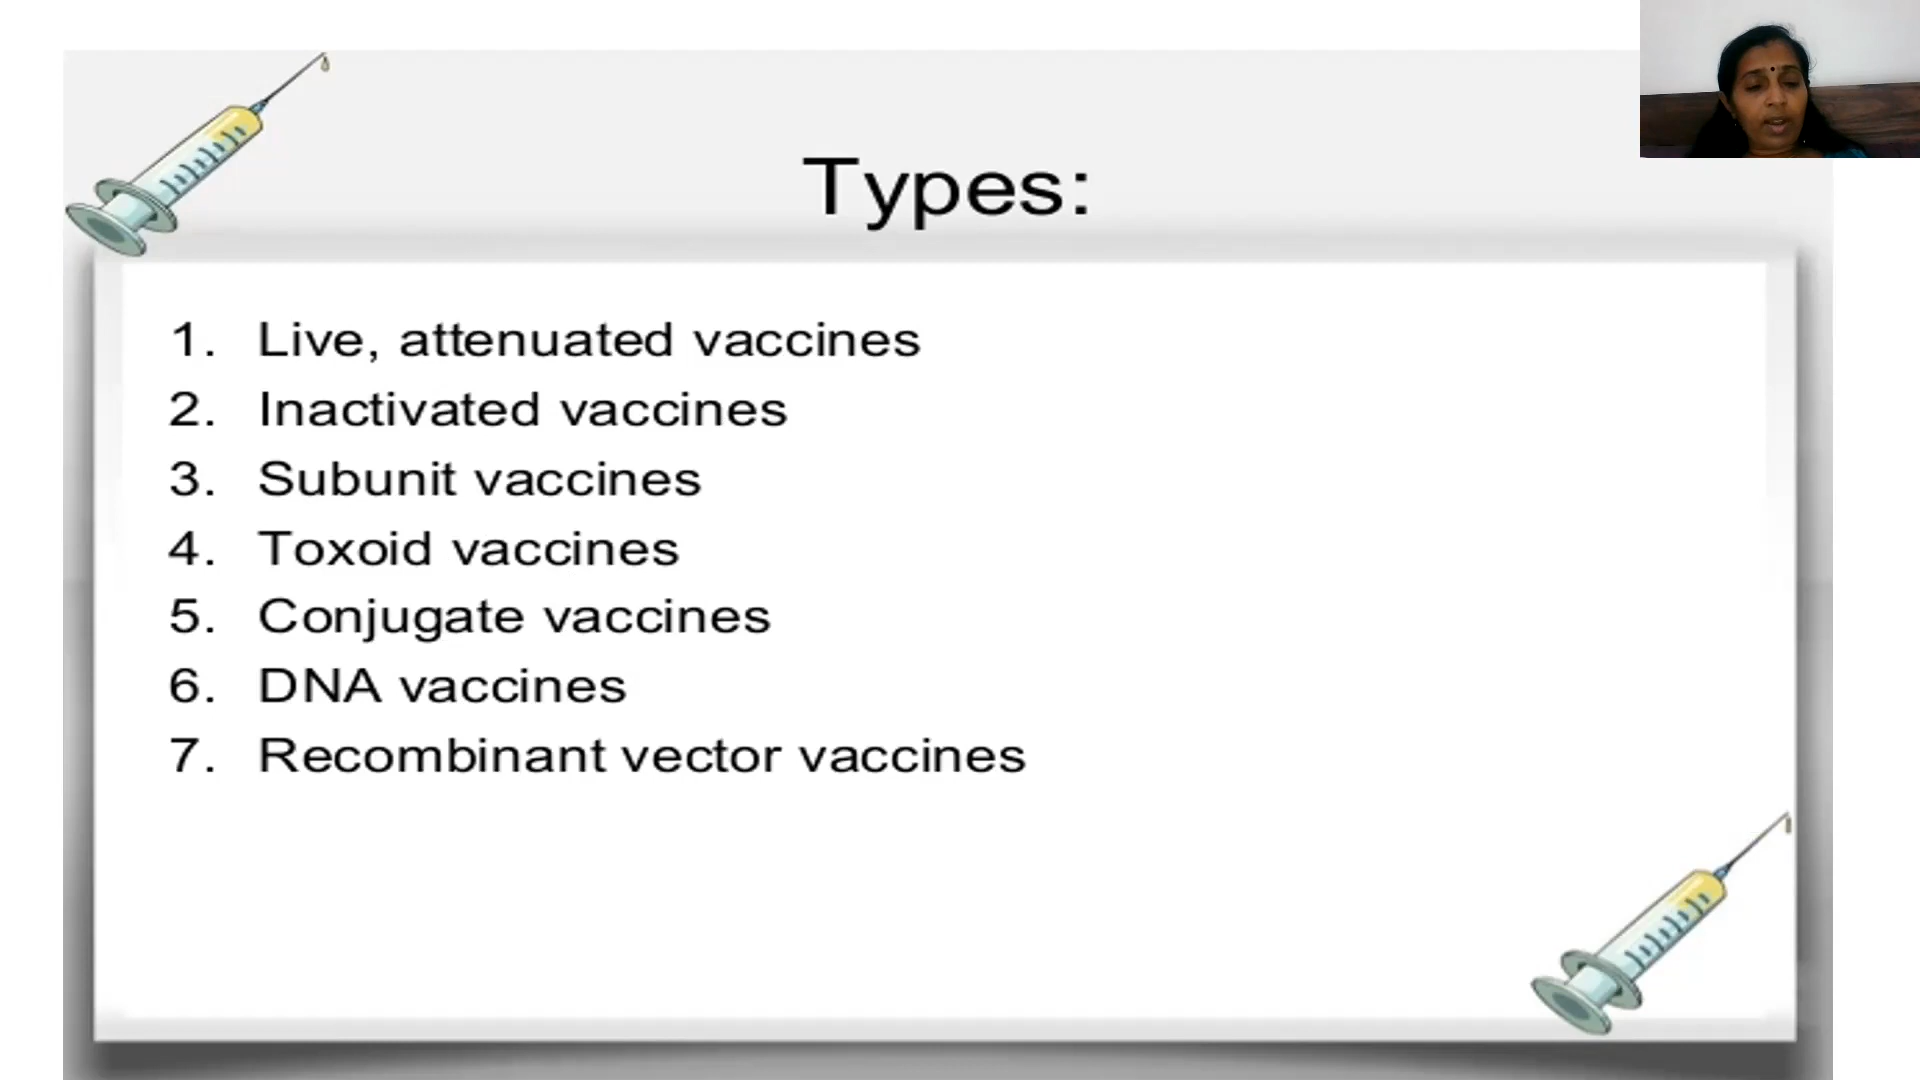 Types:
1. Live, attenuated vaccines
2. Inactivated vaccines
3. Subunit vaccines
4. Toxoid vaccines
5. Conjugate vaccines
6. DNA vaccines
7. Recombinant vector vaccines